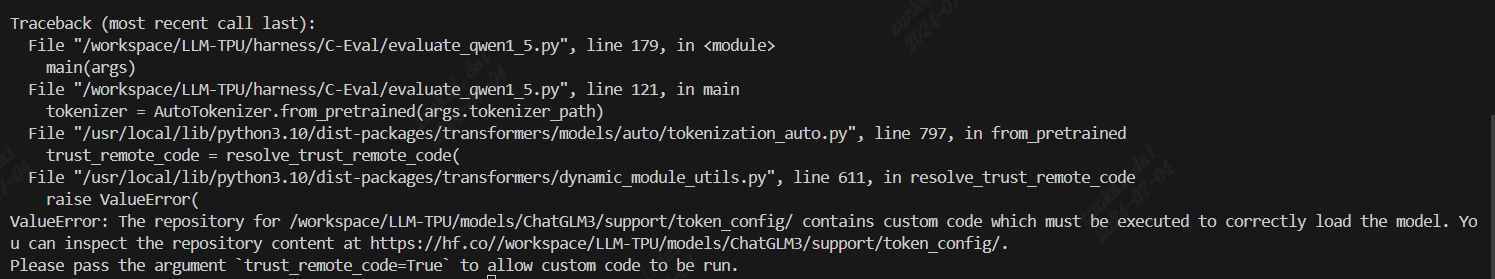 Traceback (most recent call last):
  File "/workspace/LLM-TPU/harness/C-Eval/evaluate_qwen1_5.py", line 179, in <module>
    main(args)
  File "/workspace/LLM-TPU/harness/C-Eval/evaluate_qwen1_5.py", line 121, in main
    tokenizer = AutoTokenizer.from_pretrained(args.tokenizer_path)
  File "/usr/local/lib/python3.10/dist-packages/transformers/models/auto/tokenization_auto.py", line 797, in from_pretrained
    trust_remote_code = resolve_trust_remote_code(
  File "/usr/local/lib/python3.10/dist-packages/transformers/dynamic_module_utils.py", line 611, in resolve_trust_remote_code
    raise ValueError(
ValueError: The repository for /workspace/LLM-TPU/models/ChatGLM3/support/token_config/ contains custom code which must be executed to correctly load the model. Yo
u can inspect the repository content at https://hf.co//workspace/LLM-TPU/models/ChatGLM3/support/token_config/.
Please pass the argument `trust_remote_code=True` to allow custom code to be run.